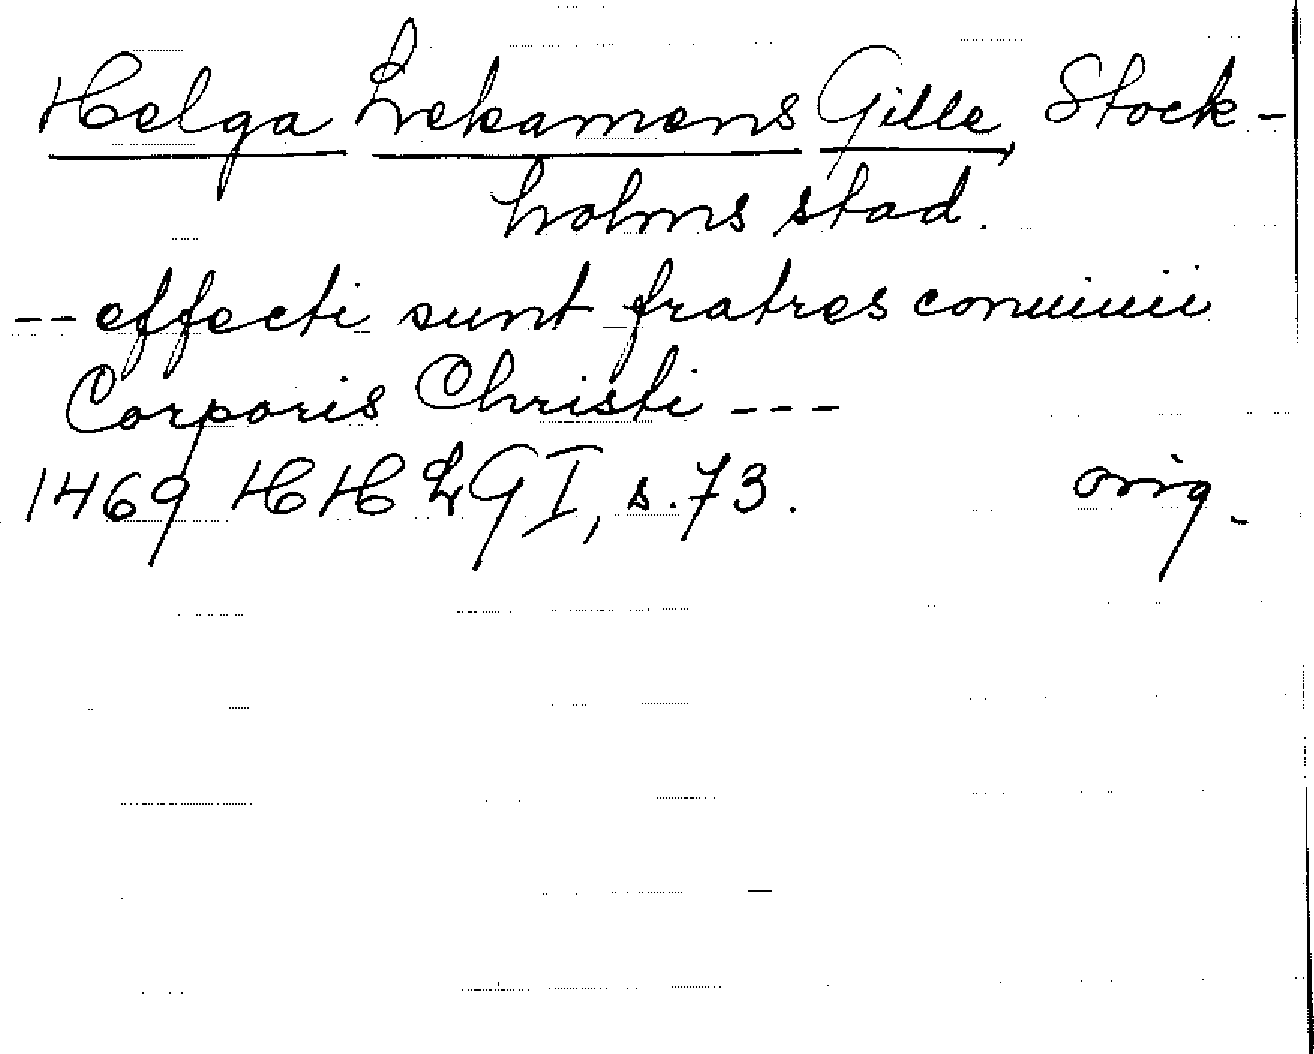 Helga Lekamens Gille, Stock-
holms stad.
-- effecti sunt fratres conuiuii
Corporis Christi ---
1469 HHLG I, s. 73. orig.